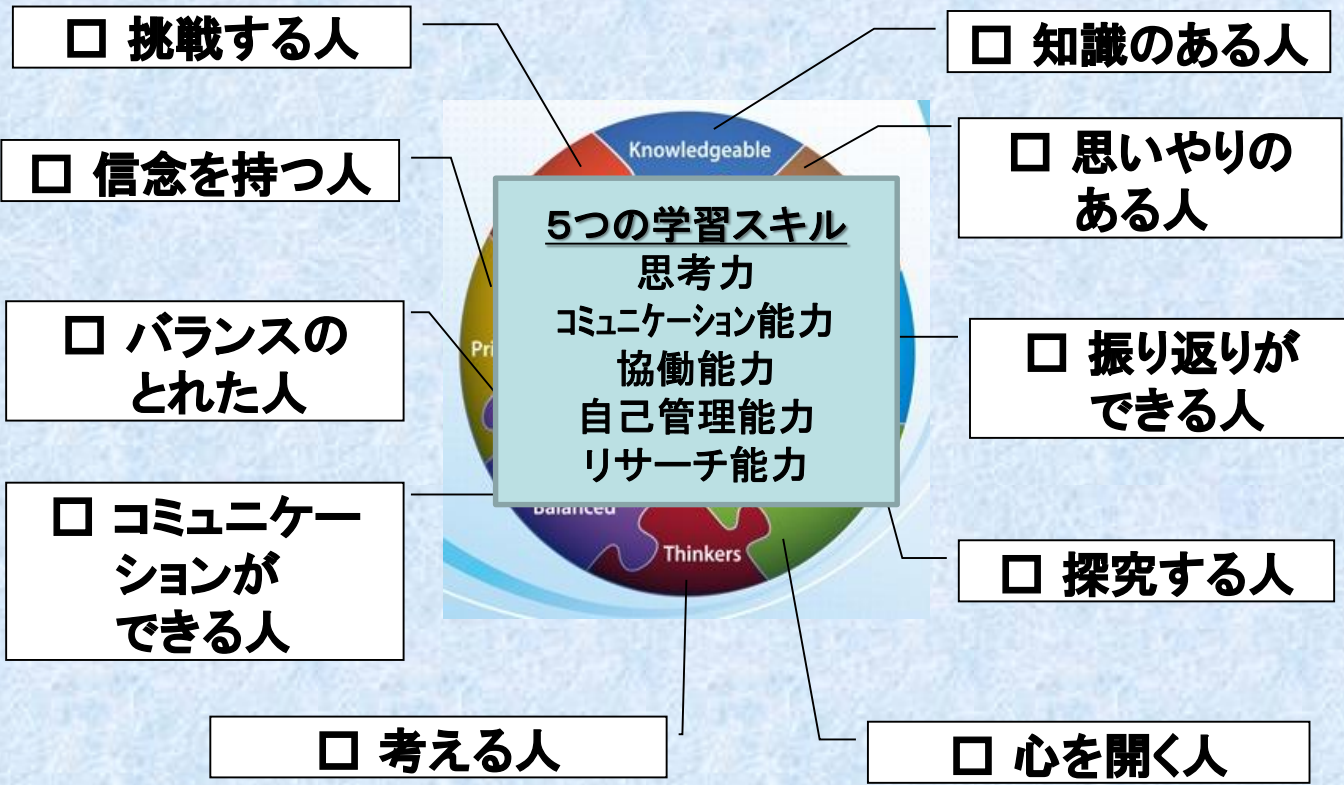 □ 挑戦する人
□ 知識のある人
□ 信念を持つ人
□ 思いやりの
ある人
□ バランスの
とれた人
□ 振り返りが
できる人
□ コミュニケー
ションが
できる人
□ 探究する人
□ 考える人
□ 心を開く人
Knowledgeable
5つの学習スキル
思考力
コミュニケーション能力
協働能力
自己管理能力
リサーチ能力
Pri
Balanced
Thinkers